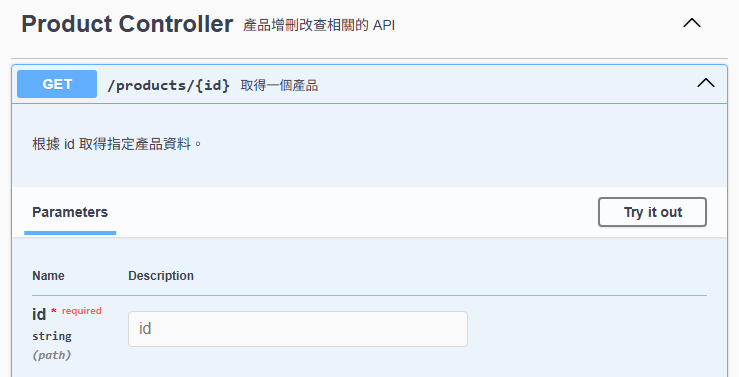 Product Controller 產品增刪改查相關的 API
GET /products/{id} 取得一個產品
根據 id 取得指定產品資料。
Parameters Try it out
Name Description
id * required
id
string
(path)